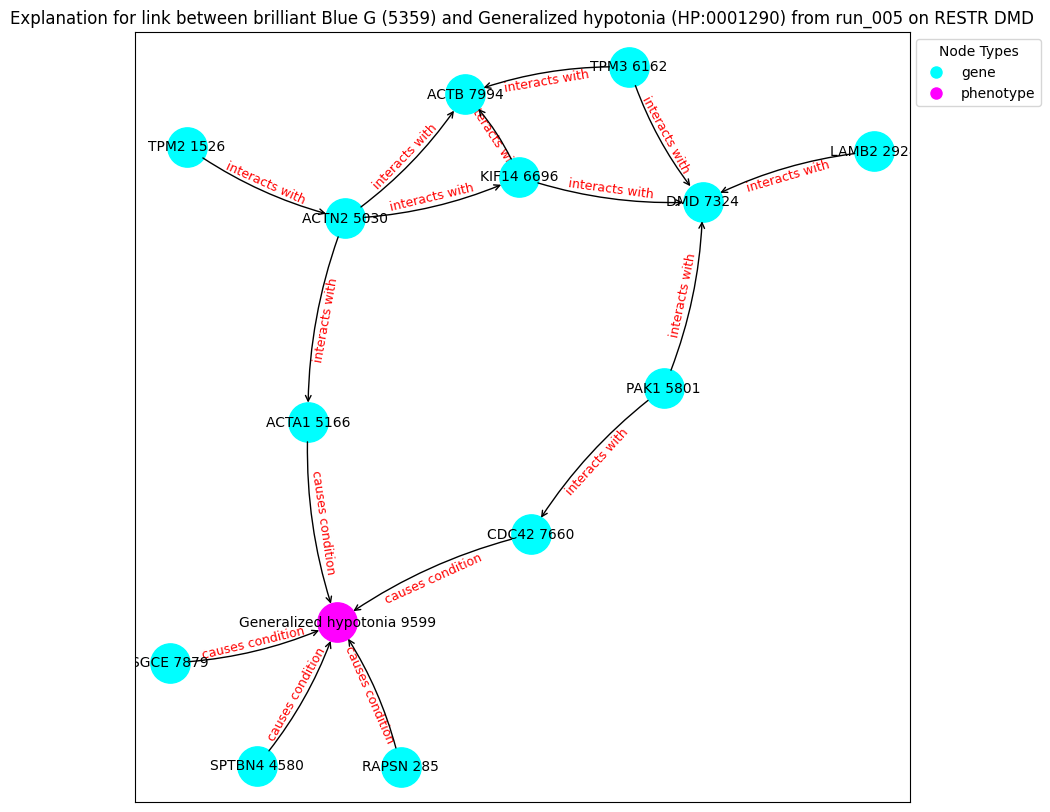 Explanation for link between brilliant Blue G (5359) and Generalized hypotonia (HP:0001290) from run_005 on RESTR DMD
Node Types
gene
phenotype
TPM3 6162
ACTB 7994
interacts with
TPM2 1526
interacts with
interacts with
interacts with
LAMB2 292
KIF14 6696
interacts with
interacts with
interacts with
interacts with
DMD 7324
ACTN2 5030
interacts with
interacts with
PAK1 5801
ACTA1 5166
interacts with
causes condition
CDC42 7660
causes condition
Generalized hypotonia 9599
causes condition
SGCE 7879
causes condition
causes condition
SPTBN4 4580
RAPSN 285